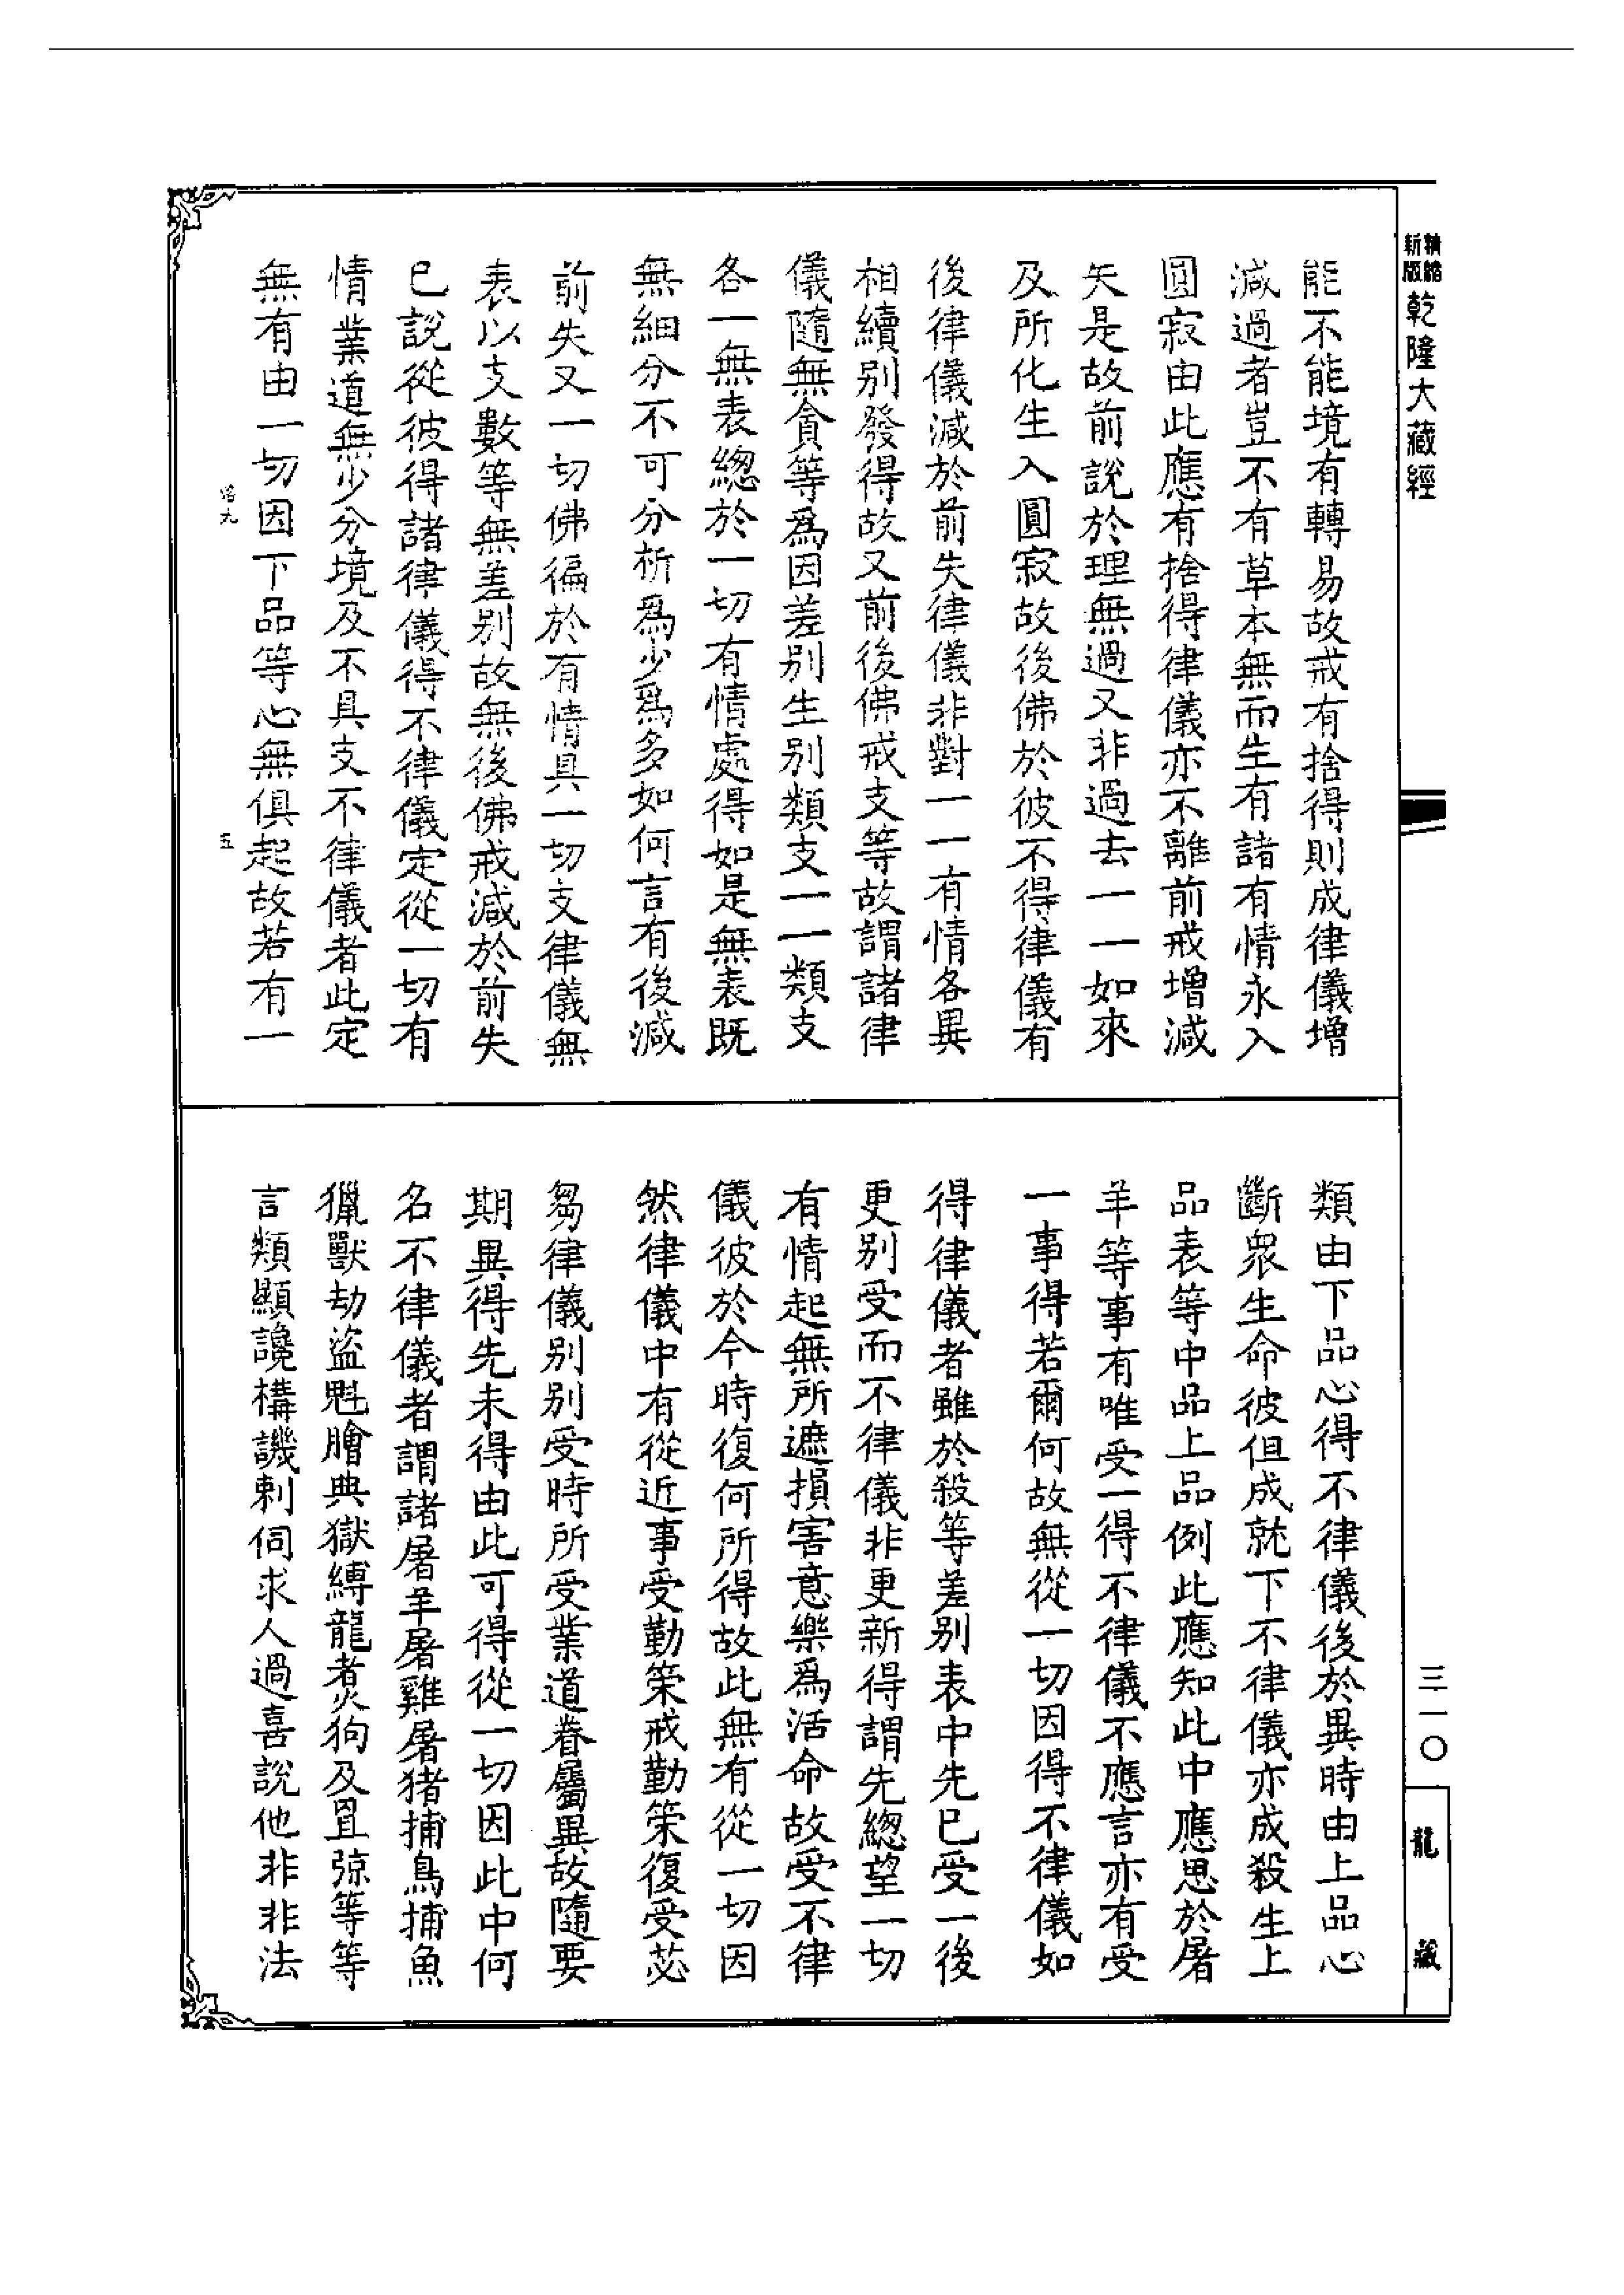 精縮
新版
乾隆大藏經
能不能境有轉易故戒有捨得則成律儀增
減過者豈不有草本無而生有諸有情永入
圓寂由此應有捨得律儀亦不離前戒增減
失是故前說於理無過又非過去一一如來
及所化生入圓寂故後佛於彼不得律儀有
後律儀減於前失律儀非對一一有情各異
相續別發得故又前後佛戒支等故謂諸律
儀隨無貪等爲因差別生別類支一一類支
各一無表總於一切有情處得如是無表既
無細分不可分析爲少爲多如何言有後減
前失又一切佛徧於有情具一切支律儀無
表以支數等無差別故無後佛戒減於前失
已說從彼得諸律儀得不律儀定從一切有
情業道無少分境及不具支不律儀者此定
無有由一切因下品等心無俱起故若有一
五
類由下品心得不律儀後於異時由上品心
斷衆生命彼但成就下不律儀亦成殺生上
品表等中品上品例此應知此中應思於屠
羊等事有唯受一得不律儀不應言亦有受
一事得若爾何故無從一切因得不律儀如
得律儀者雖於殺等差別表中先已受一後
更別受而不律儀非更新得謂先總望一切
有情起無所遮損害意樂爲活命故受不律
儀彼於今時復何所得故此無有從一切因
然律儀中有從近事受勤策戒勤策復受苾
芻律儀別別受時所受業道眷屬異故隨要
期異得先未得由此可得從一切因此中何
名不律儀者謂諸屠羊屠雞屠猪捕鳥捕魚
獵獸劫盜魁膾典獄縛龍煮狗及罝弶等等
言類顯讒構譏刺伺求人過喜說他非非法
三一〇
龍藏